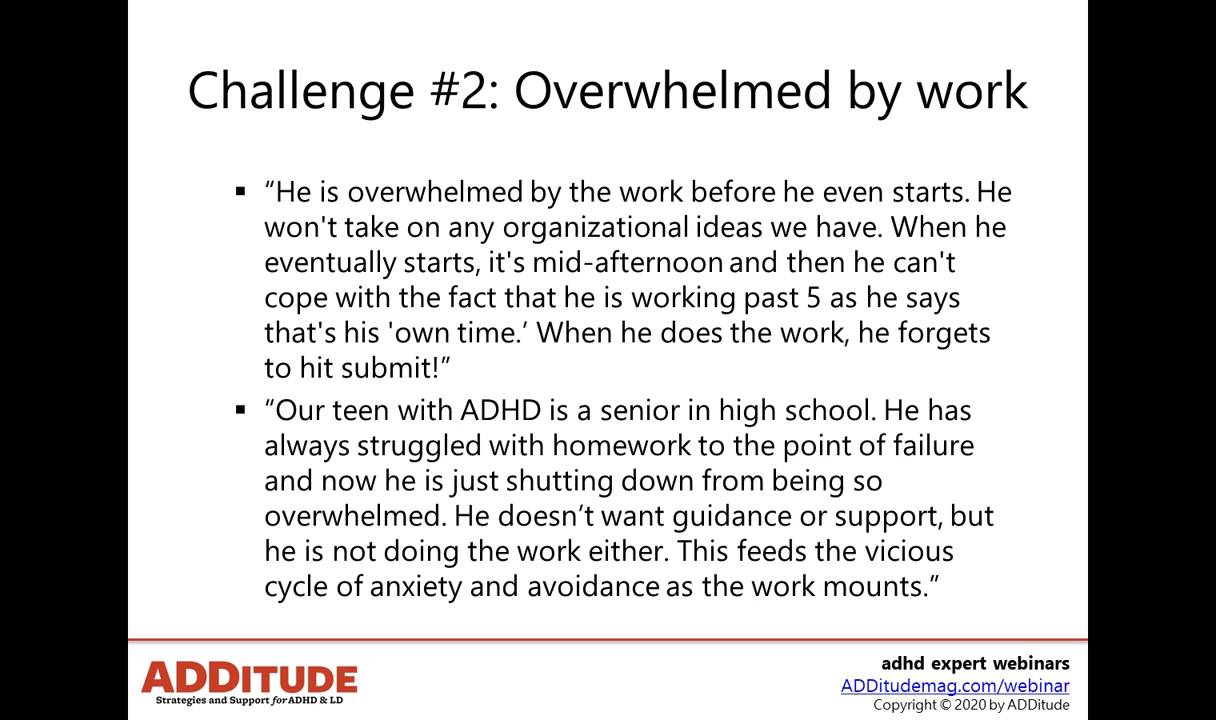 Challenge #2: Overwhelmed by work
▪ “He is overwhelmed by the work before he even starts. He
won't take on any organizational ideas we have. When he
eventually starts, it's mid-afternoon and then he can't
cope with the fact that he is working past 5 as he says
that's his 'own time.’ When he does the work, he forgets
to hit submit!”
▪ “Our teen with ADHD is a senior in high school. He has
always struggled with homework to the point of failure
and now he is just shutting down from being so
overwhelmed. He doesn’t want guidance or support, but
he is not doing the work either. This feeds the vicious
cycle of anxiety and avoidance as the work mounts.”
ADDITUDE
Strategies and Support for ADHD & LD
adhd expert webinars
ADDitudemag.com/webinar
Copyright © 2020 by ADDitude